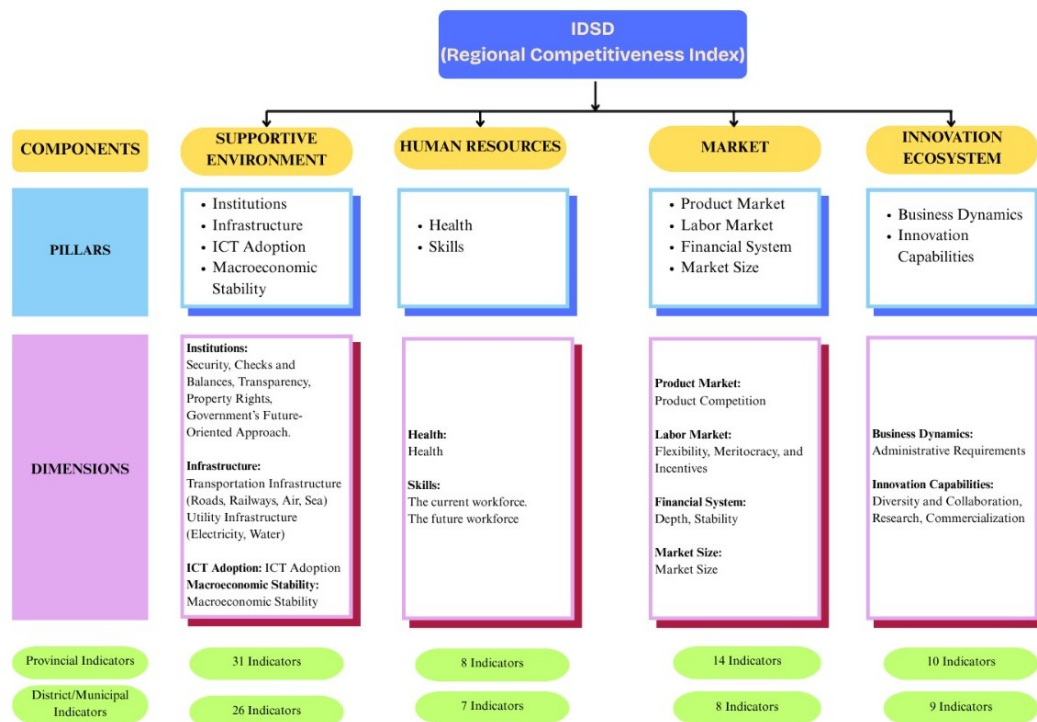 IDSD
(Regional Competitiveness Index)
COMPONENTS
SUPPORTIVE
ENVIRONMENT
HUMAN RESOURCES
MARKET
INNOVATION
ECOSYSTEM
PILLARS
• Institutions
• Infrastructure
• ICT Adoption
• Macroeconomic
Stability
• Health
• Skills
• Product Market
• Labor Market
• Financial System
• Market Size
• Business Dynamics
• Innovation
Capabilities
DIMENSIONS
Institutions:
Security, Checks and
Balances, Transparency,
Property Rights,
Government's Future-
Oriented Approach.
Infrastructure:
Transportation Infrastructure
(Roads, Railways, Air, Sea)
Utility Infrastructure
(Electricity, Water)
ICT Adoption: ICT Adoption
Macroeconomic Stability:
Macroeconomic Stability
Health:
Health
Skills:
The current workforce.
The future workforce
Product Market:
Product Competition
Labor Market:
Flexibility, Meritocracy, and
Incentives
Financial System:
Depth, Stability
Market Size:
Market Size
Business Dynamics:
Administrative Requirements
Innovation Capabilities:
Diversity and Collaboration,
Research, Commercialization
Provincial Indicators
31 Indicators
8 Indicators
14 Indicators
10 Indicators
District/Municipal
Indicators
26 Indicators
7 Indicators
8 Indicators
9 Indicators